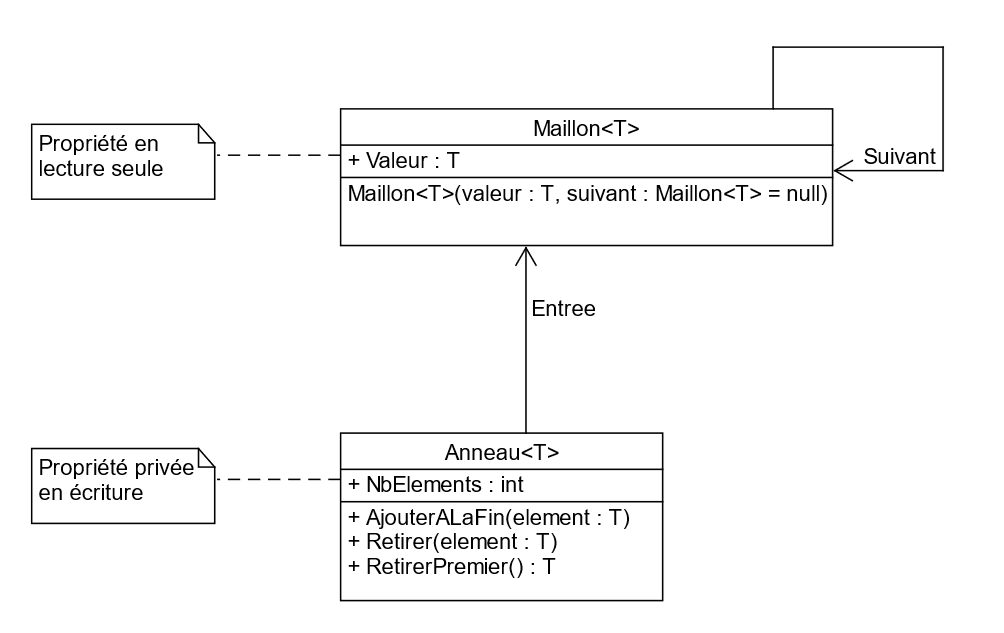 Maillon<T>
Propriété en
lecture seule
+ Valeur : T
Suivant
Maillon<T>(valeur : T, suivant : Maillon<T> = null)
Entree
Anneau<T>
Propriété privée
en écriture
+ NbElements : int
+ AjouterALaFin(element : T)
+ Retirer(element : T)
+ RetirerPremier() : T